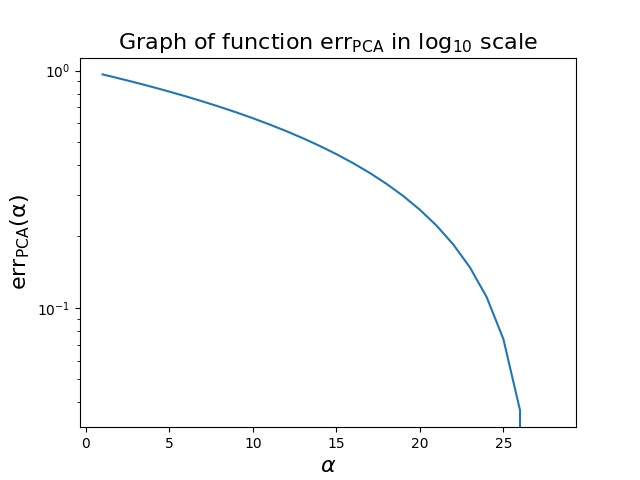 Graph of function err_PCA in log_10 scale
10^0
10^-1
err_PCA(α)
0 5 10 15 20 25
α